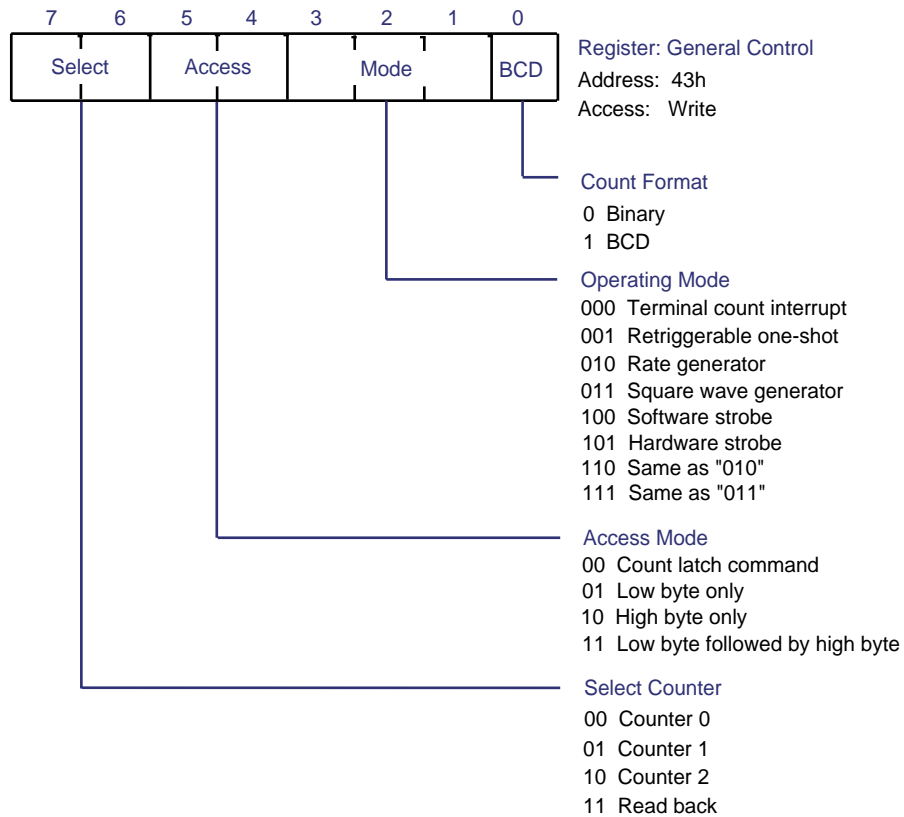 7 6 5 4 3 2 1 0
Select Access Mode BCD
Register: General Control
Address: 43h
Access: Write
Count Format
0 Binary
1 BCD
Operating Mode
000 Terminal count interrupt
001 Retriggerable one-shot
010 Rate generator
011 Square wave generator
100 Software strobe
101 Hardware strobe
110 Same as "010"
111 Same as "011"
Access Mode
00 Count latch command
01 Low byte only
10 High byte only
11 Low byte followed by high byte
Select Counter
00 Counter 0
01 Counter 1
10 Counter 2
11 Read back